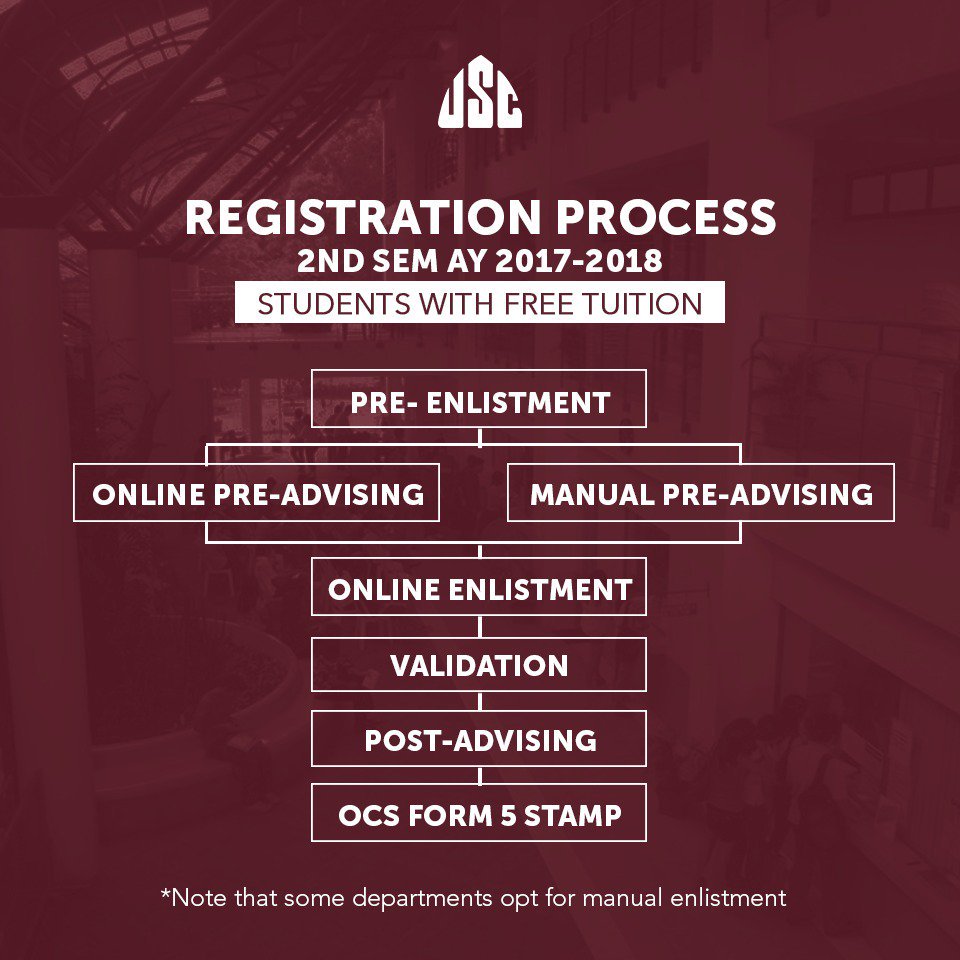 USC
REGISTRATION PROCESS
2ND SEM AY 2017-2018
STUDENTS WITH FREE TUITION
PRE- ENLISTMENT
ONLINE PRE-ADVISING
MANUAL PRE-ADVISING
ONLINE ENLISTMENT
VALIDATION
POST-ADVISING
OCS FORM 5 STAMP
*Note that some departments opt for manual enlistment